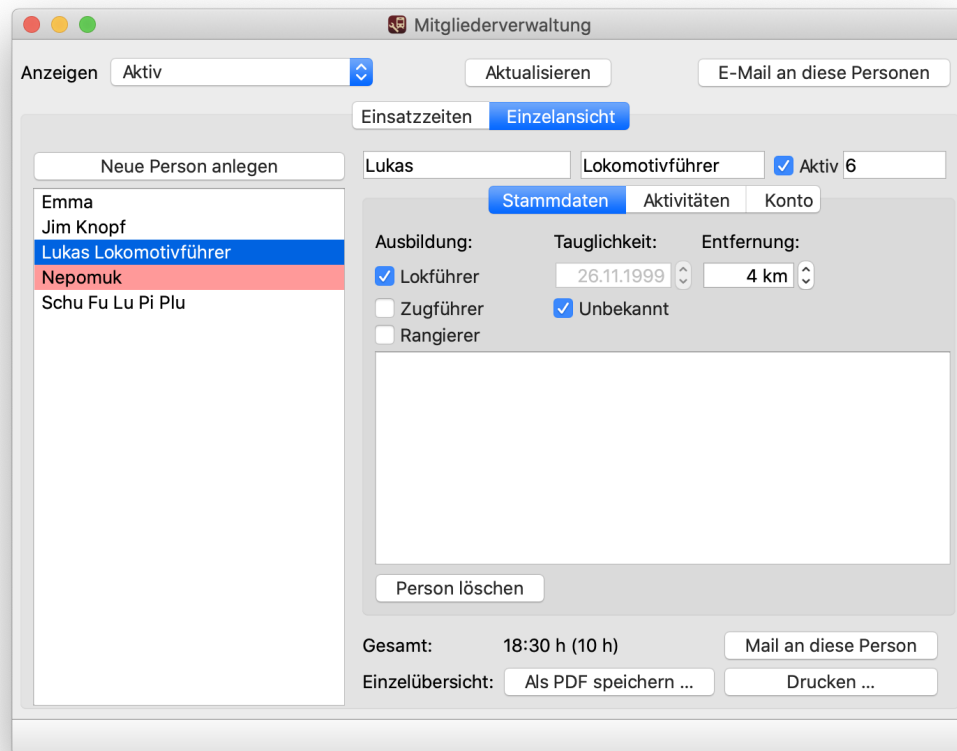 Mitgliederverwaltung
Anzeigen Aktiv Aktualisieren E-Mail an diese Personen
Einsatzzeiten Einzelansicht
Neue Person anlegen
Emma
Jim Knopf
Lukas Lokomotivführer
Nepomuk
Schu Fu Lu Pi Plu
Lukas Lokomotivführer Aktiv 6
Stammdaten Aktivitäten Konto
Ausbildung: Tauglichkeit: Entfernung:
Lokführer 26.11.1999 4 km
Zugführer Unbekannt
Rangierer
Person löschen
Gesamt: 18:30 h (10 h) Mail an diese Person
Einzelübersicht: Als PDF speichern ... Drucken ...